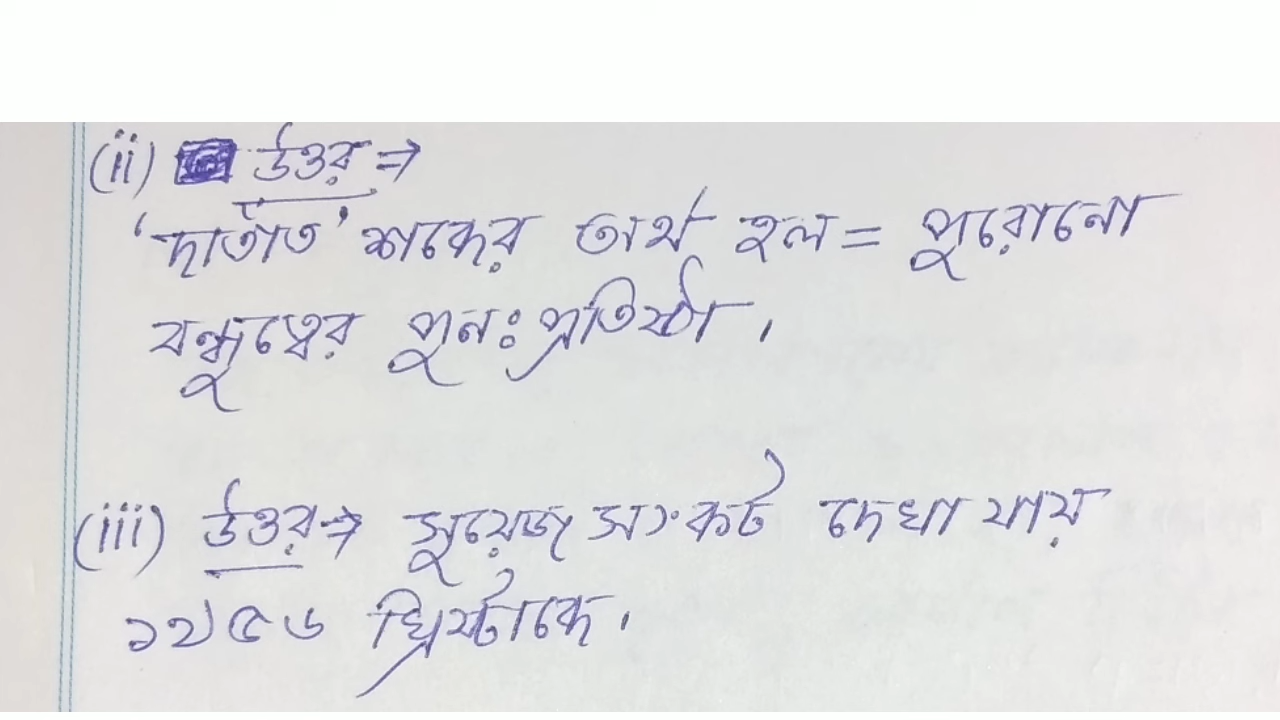 (ii) উত্তর ⇒
'দাতাঁত' শব্দের অর্থ হল = পুরোনো
বন্ধুত্বের পুনঃপ্রতিষ্ঠা।
(iii) উত্তর ⇒ সুয়েজ সংকট দেখা যায়
১৯৫৬ খ্রিস্টাব্দে।